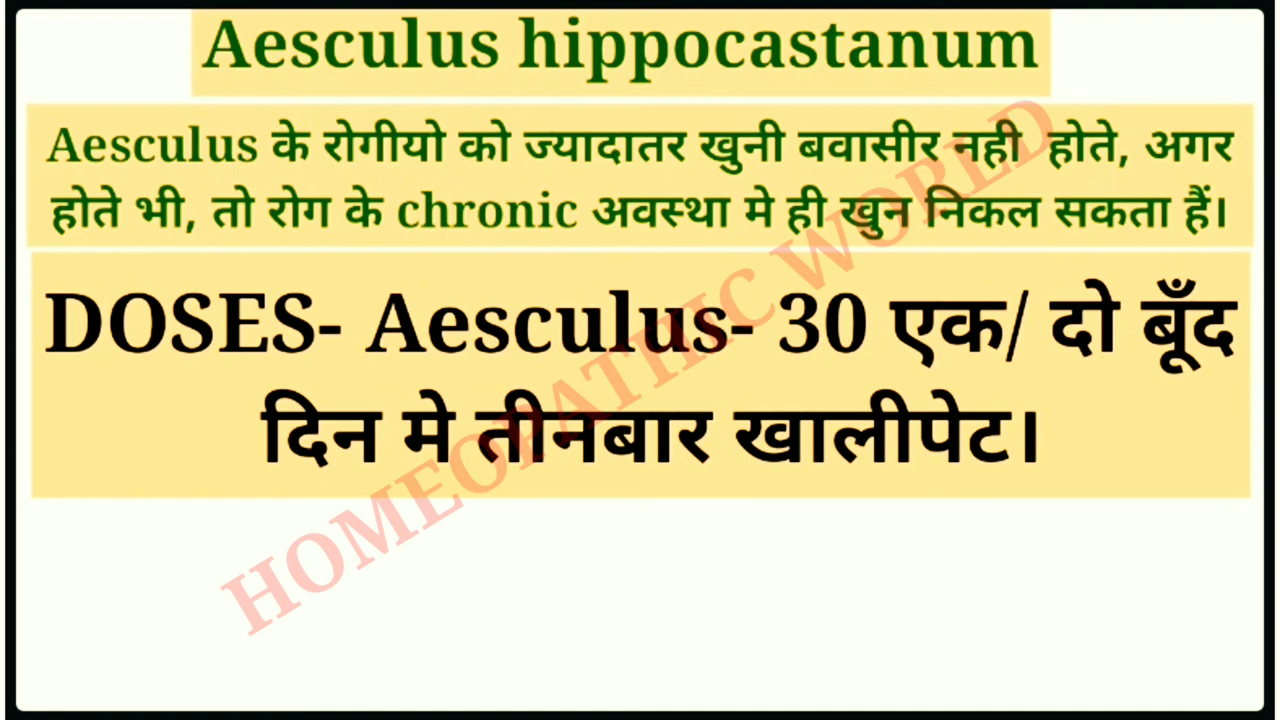 Aesculus hippocastanum
Aesculus के रोगीयो को ज्यादातर खुनी बवासीर नही होते, अगर
होते भी, तो रोग के chronic अवस्था मे ही खुन निकल सकता हैं।
DOSES- Aesculus- 30 एक/ दो बूँद
दिन मे तीनबार खालीपेट।
HOMEOPATHIC WORLD